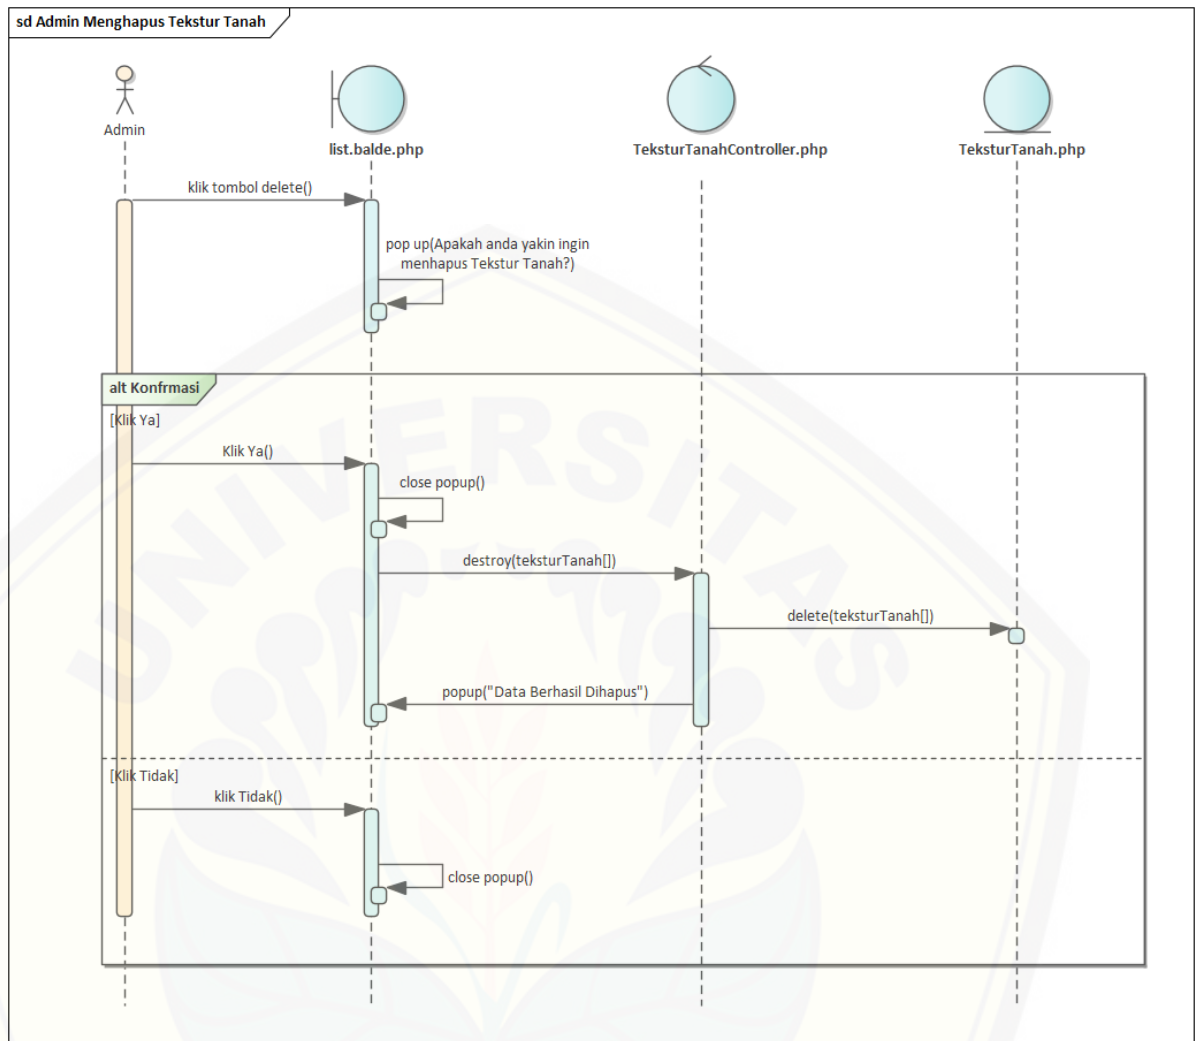 sd Admin Menghapus Tekstur Tanah
Admin
list.balde.php
TeksturTanahController.php
TeksturTanah.php
klik tombol delete()
pop up(Apakah anda yakin ingin
menhapus Tekstur Tanah?)
alt Konfrmasi
[Klik Ya]
Klik Ya()
close popup()
destroy(teksturTanah[])
delete(teksturTanah[])
popup("Data Berhasil Dihapus")
[Klik Tidak]
klik Tidak()
close popup()
UNIVERSITAS